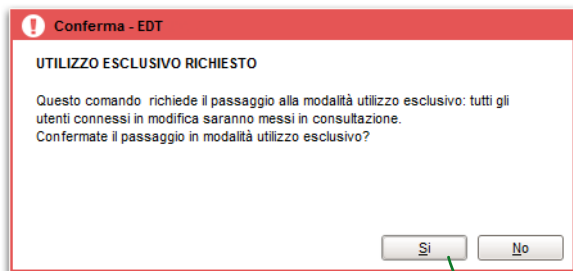 Conferma - EDT
UTILIZZO ESCLUSIVO RICHIESTO
Questo comando richiede il passaggio alla modalità utilizzo esclusivo: tutti gli
utenti connessi in modifica saranno messi in consultazione.
Confermate il passaggio in modalità utilizzo esclusivo?
Si No